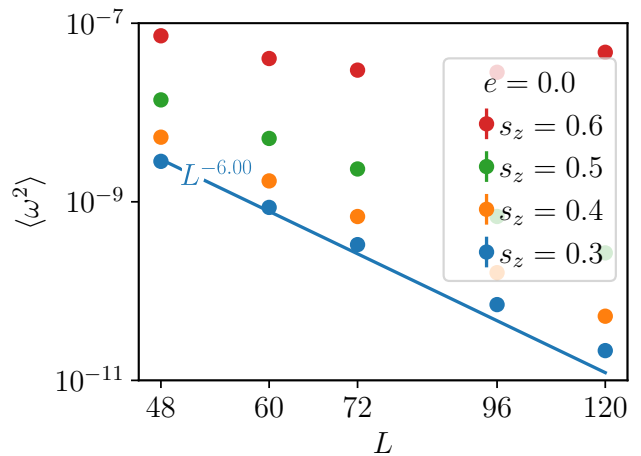 10⁻⁷
10⁻⁹
10⁻¹¹
⟨ω²⟩
L⁻⁶·⁰⁰
e = 0.0
s_z = 0.6
s_z = 0.5
s_z = 0.4
s_z = 0.3
48 60 72 96 120
L